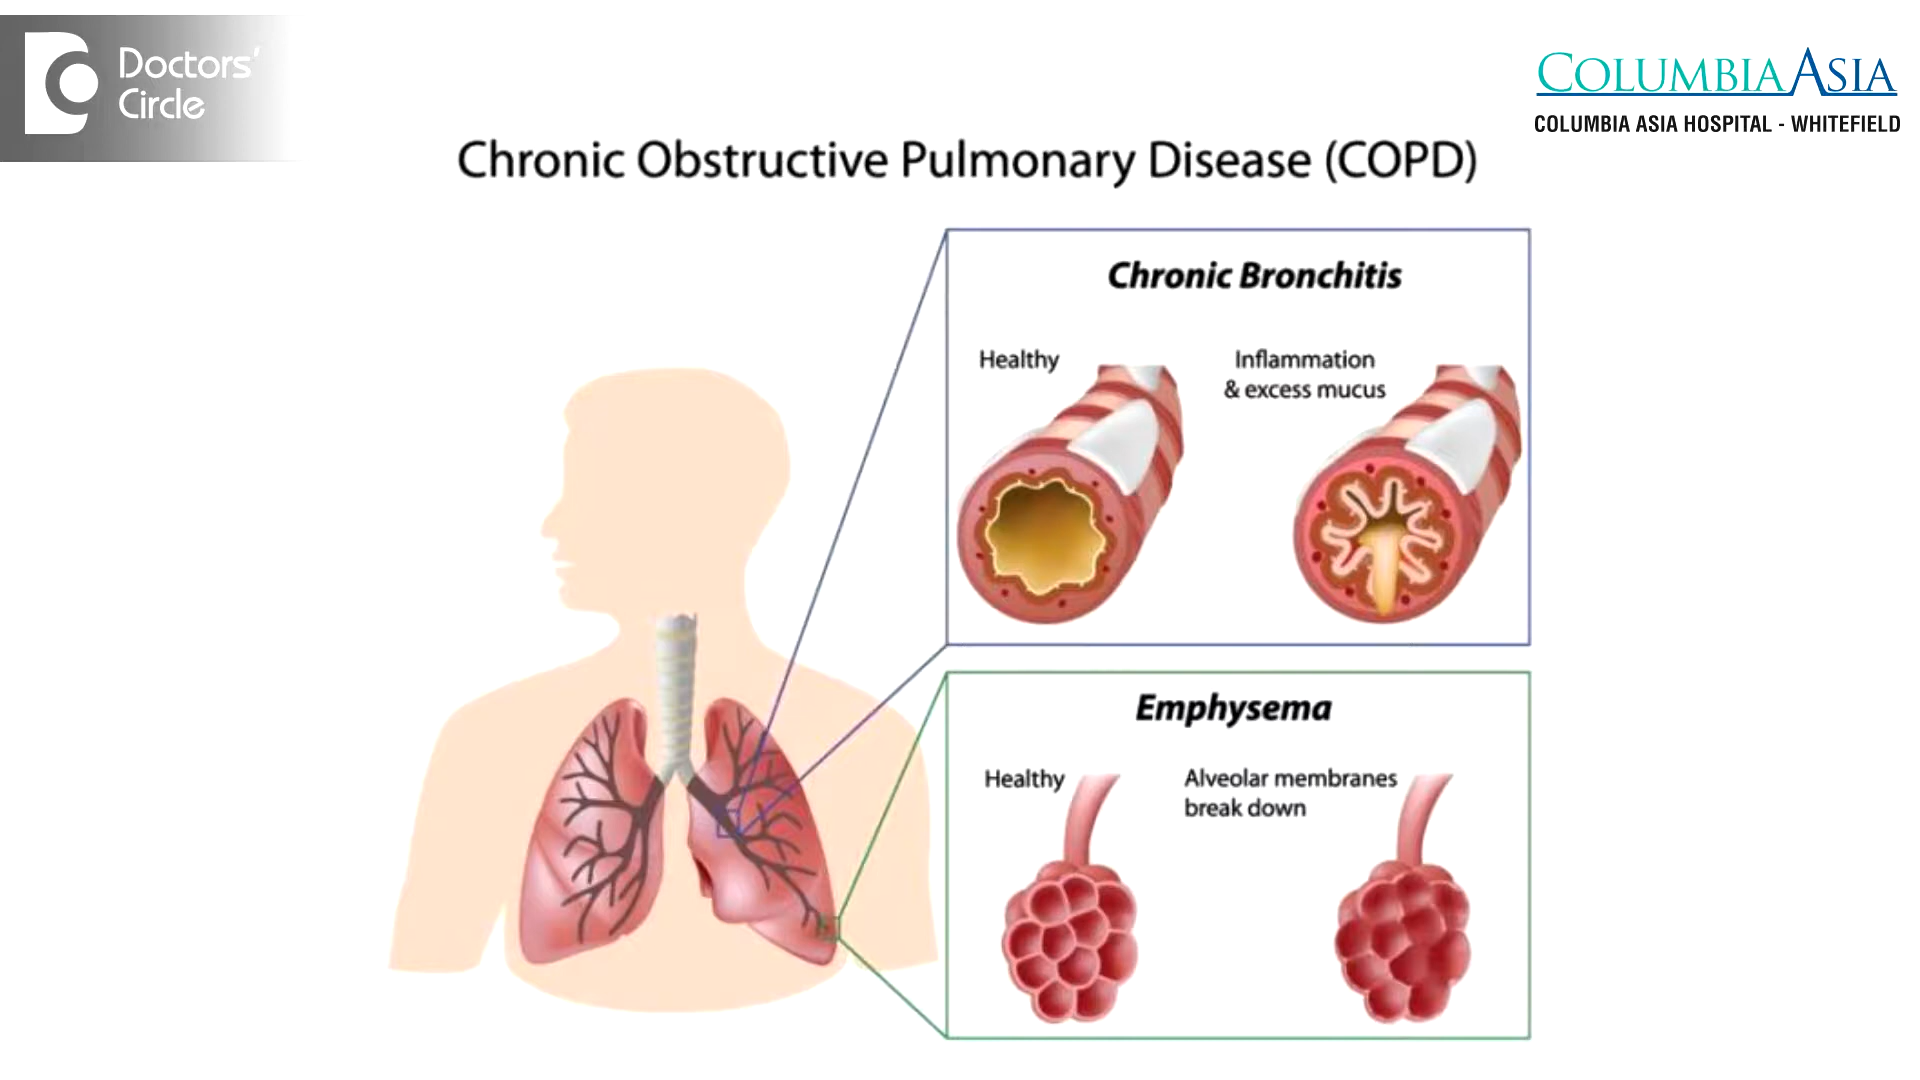 Doctors'
Circle
COLUMBIA ASIA
COLUMBIA ASIA HOSPITAL - WHITEFIELD
Chronic Obstructive Pulmonary Disease (COPD)
Chronic Bronchitis
Healthy
Inflammation
& excess mucus
Emphysema
Healthy
Alveolar membranes
break down